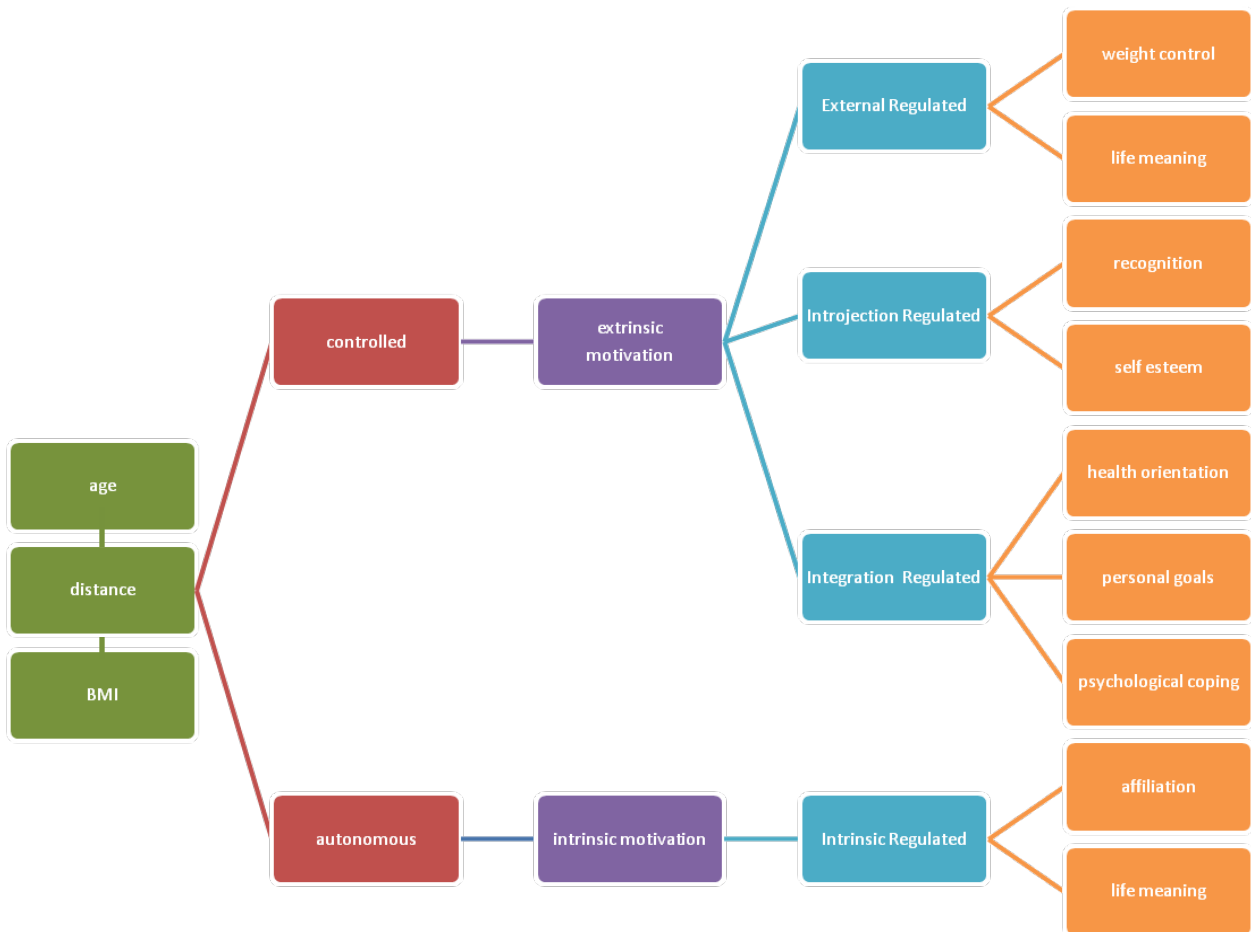 age
distance
BMI
controlled
autonomous
extrinsic
motivation
intrinsic motivation
External Regulated
Introjection Regulated
Integration  Regulated
Intrinsic Regulated
weight control
life meaning
recognition
self esteem
health orientation
personal goals
psychological coping
affiliation
life meaning